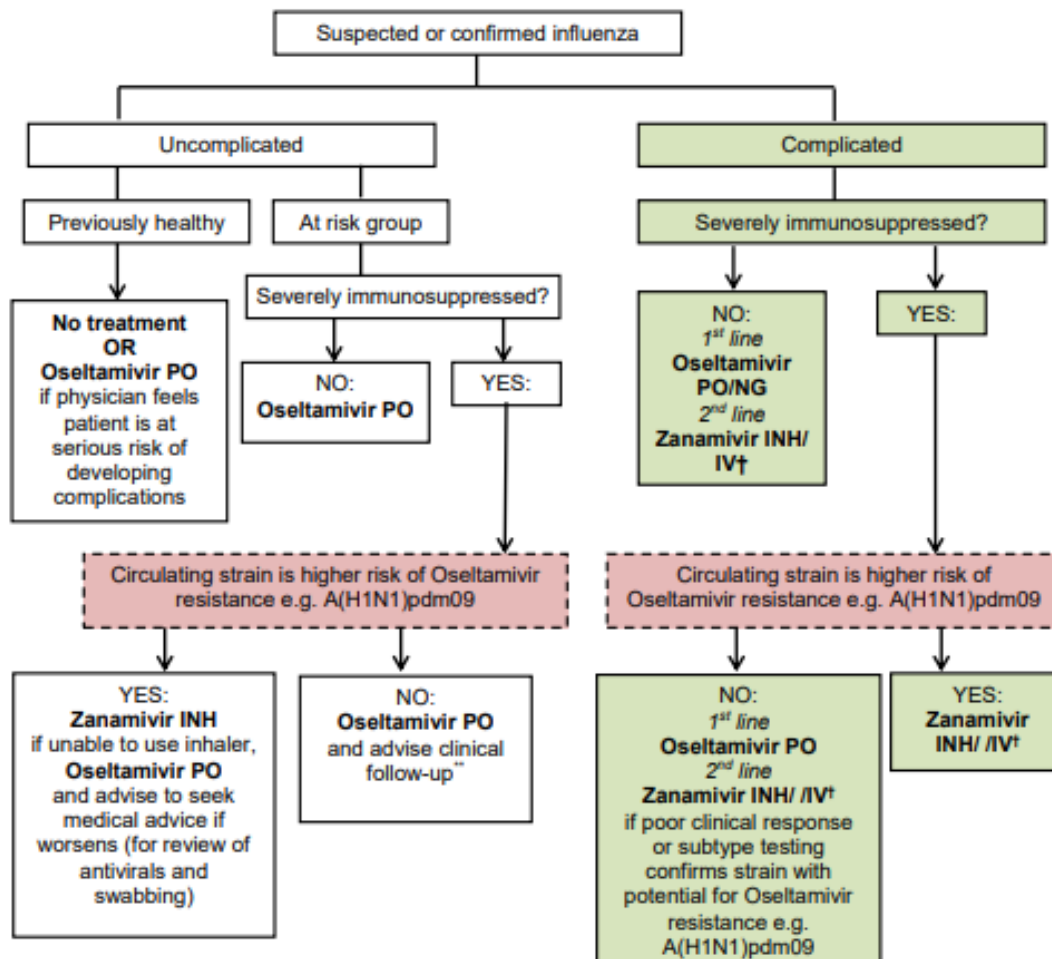 Suspected or confirmed influenza
Uncomplicated
Complicated
Previously healthy
At risk group
Severely immunosuppressed?
Severely immunosuppressed?
No treatment
OR
Oseltamivir PO
if physician feels
patient is at
serious risk of
developing
complications
NO:
Oseltamivir PO
YES:
NO:
1st line
Oseltamivir
PO/NG
2nd line
Zanamivir INH/
IV†
YES:
Circulating strain is higher risk of Oseltamivir
resistance e.g. A(H1N1)pdm09
Circulating strain is higher risk of
Oseltamivir resistance e.g. A(H1N1)pdm09
YES:
Zanamivir INH
if unable to use inhaler,
Oseltamivir PO
and advise to seek
medical advice if
worsens (for review of
antivirals and
swabbing)
NO:
Oseltamivir PO
and advise clinical
follow-up**
NO:
1st line
Oseltamivir PO
2nd line
Zanamivir INH/ /IV†
if poor clinical response
or subtype testing
confirms strain with
potential for Oseltamivir
resistance e.g.
A(H1N1)pdm09
YES:
Zanamivir
INH/ /IV†